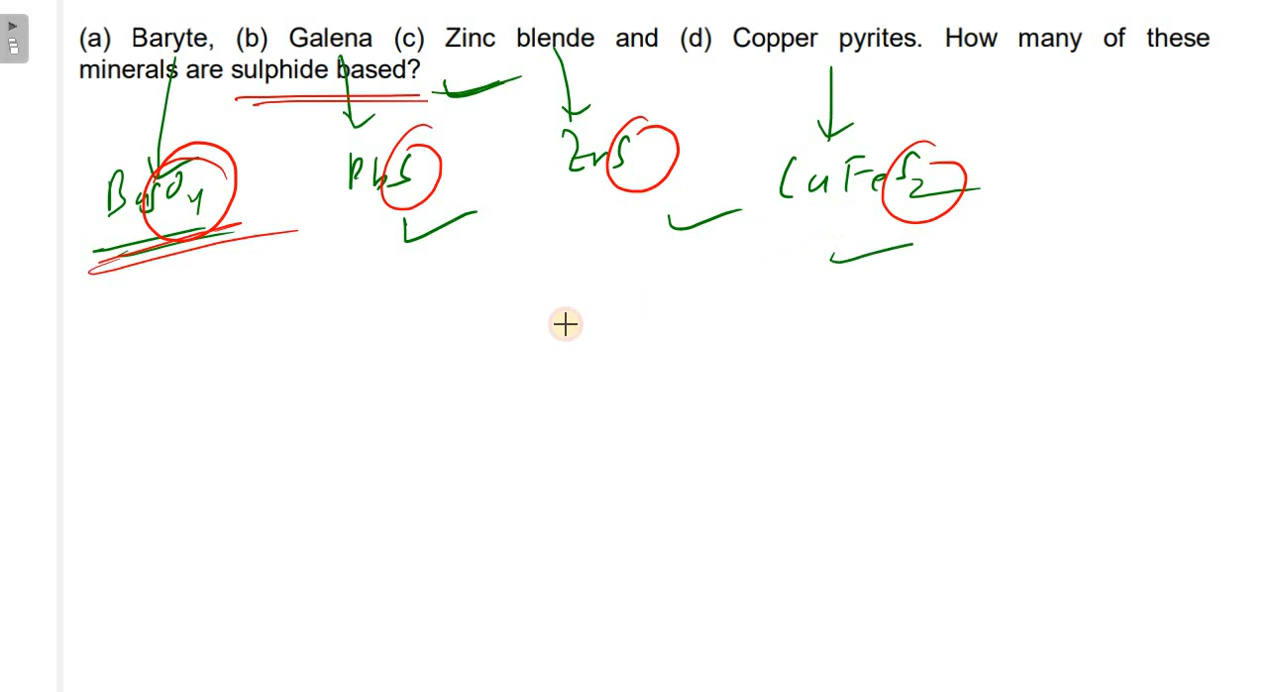 (a) Baryte, (b) Galena (c) Zinc blende and (d) Copper pyrites. How many of these
minerals are sulphide based?
BaSO4 PbS ZnS CuFeS2